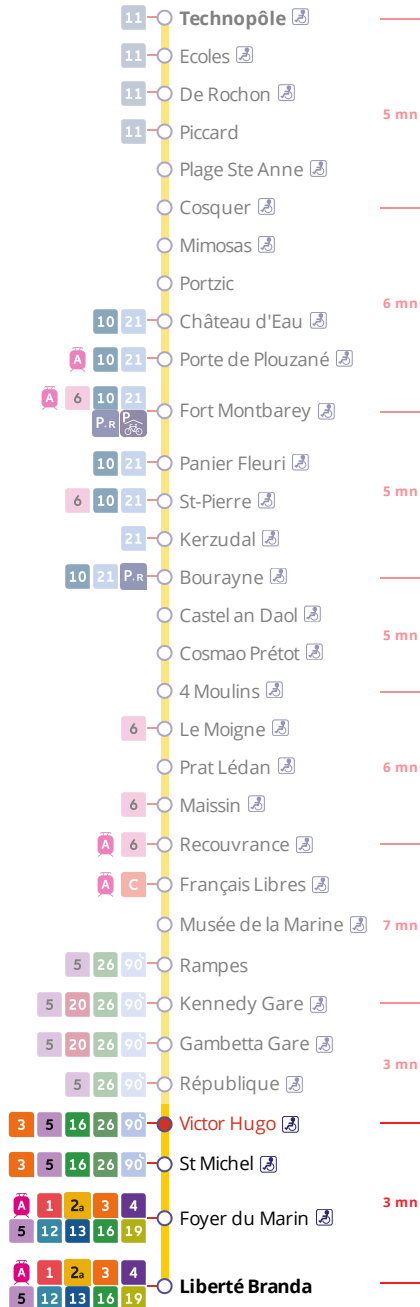 11 Technopôle
11 Ecoles
11 De Rochon
5 mn
11 Piccard
Plage Ste Anne
Cosquer
Mimosas
Portzic
6 mn
10 21 Château d'Eau
A 10 21 Porte de Plouzané
A 6 10 21
P+R P
Fort Montbarey
10 21 Panier Fleuri
5 mn
6 10 21 St-Pierre
21 Kerzudal
10 21 P+R Bourayne
Castel an Daol
5 mn
Cosmao Prétot
4 Moulins
6 Le Moigne
Prat Lédan
6 mn
6 Maissin
A 6 Recouvrance
A C Français Libres
Musée de la Marine
7 mn
5 26 90 Rampes
5 20 26 90 Kennedy Gare
5 20 26 90 Gambetta Gare
3 mn
5 26 90 République
3 5 16 26 90 Victor Hugo
3 5 16 26 90 St Michel
A 1 2a 3 4
5 12 13 16 19
Foyer du Marin
3 mn
A 1 2a 3 4
5 12 13 16 19
Liberté Branda